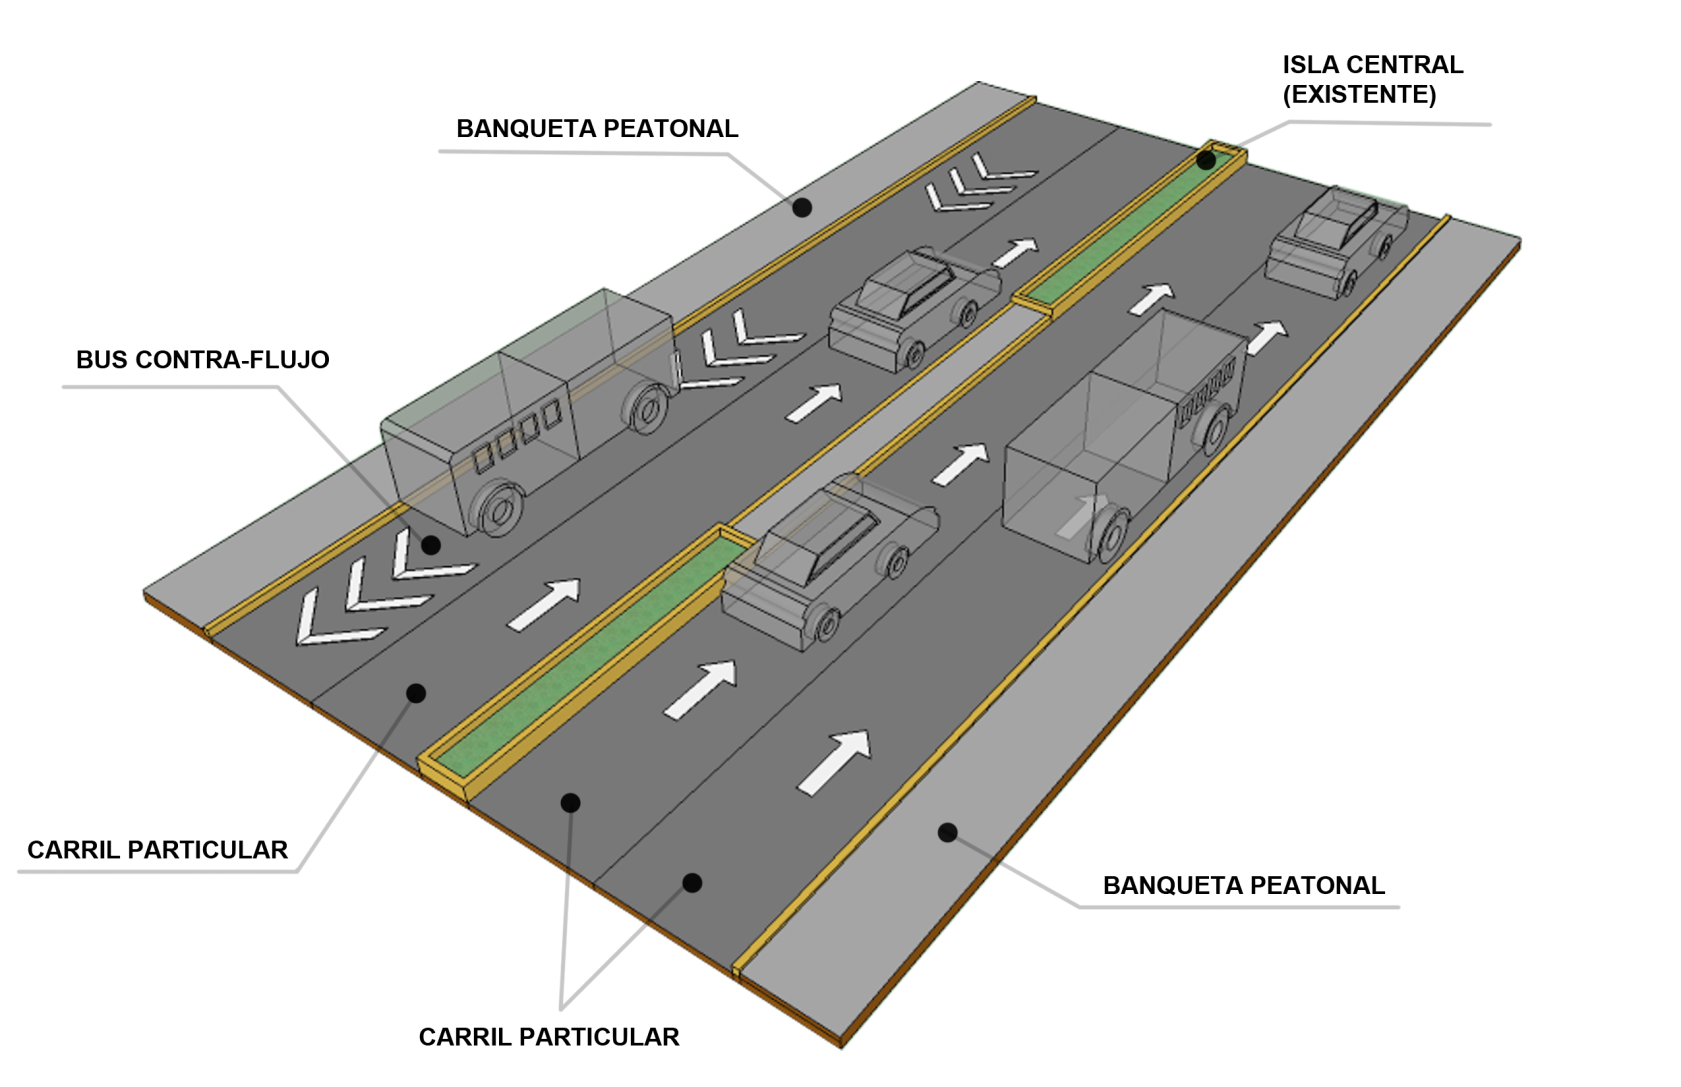 ISLA CENTRAL
(EXISTENTE)
BANQUETA PEATONAL
BUS CONTRA-FLUJO
CARRIL PARTICULAR
BANQUETA PEATONAL
CARRIL PARTICULAR